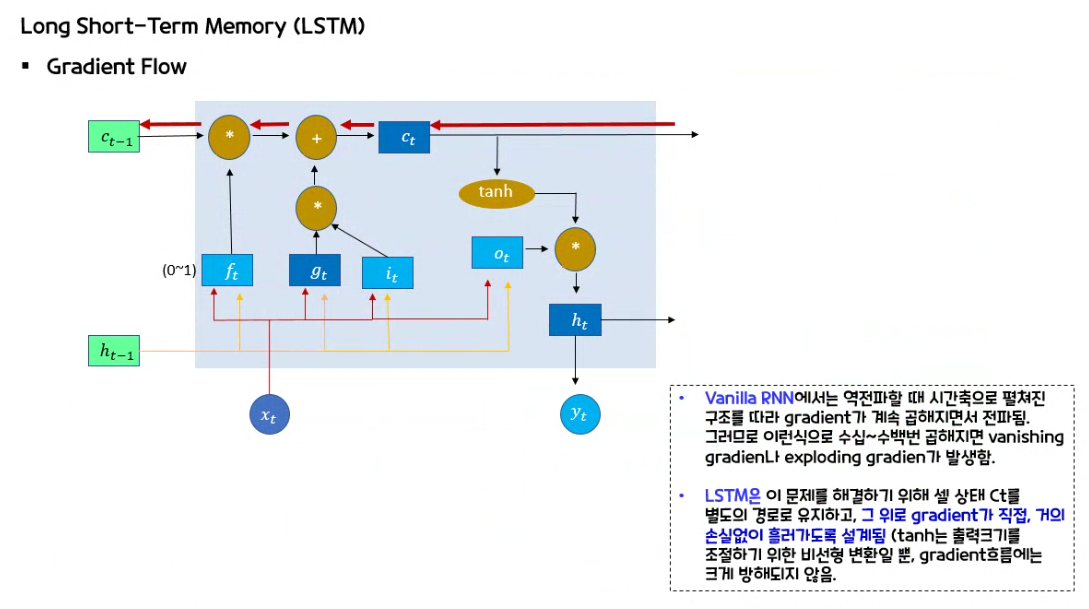 Long Short-Term Memory (LSTM)
▪ Gradient Flow
c_{t-1}
*
+
c_t
tanh
*
*
o_t
(0~1)
f_t
g_t
i_t
h_t
h_{t-1}
x_t
y_t
• Vanilla RNN에서는 역전파할 때 시간축으로 펼쳐진
구조를 따라 gradient가 계속 곱해지면서 전파됨.
그러므로 이런식으로 수십~수백번 곱해지면 vanishing
gradien나 exploding gradien가 발생함.
• LSTM은 이 문제를 해결하기 위해 셀 상태 Ct를
별도의 경로로 유지하고, 그 위로 gradient가 직접, 거의
손실없이 흘러가도록 설계됨 (tanh는 출력크기를
조절하기 위한 비선형 변환일 뿐, gradient흐름에는
크게 방해되지 않음.